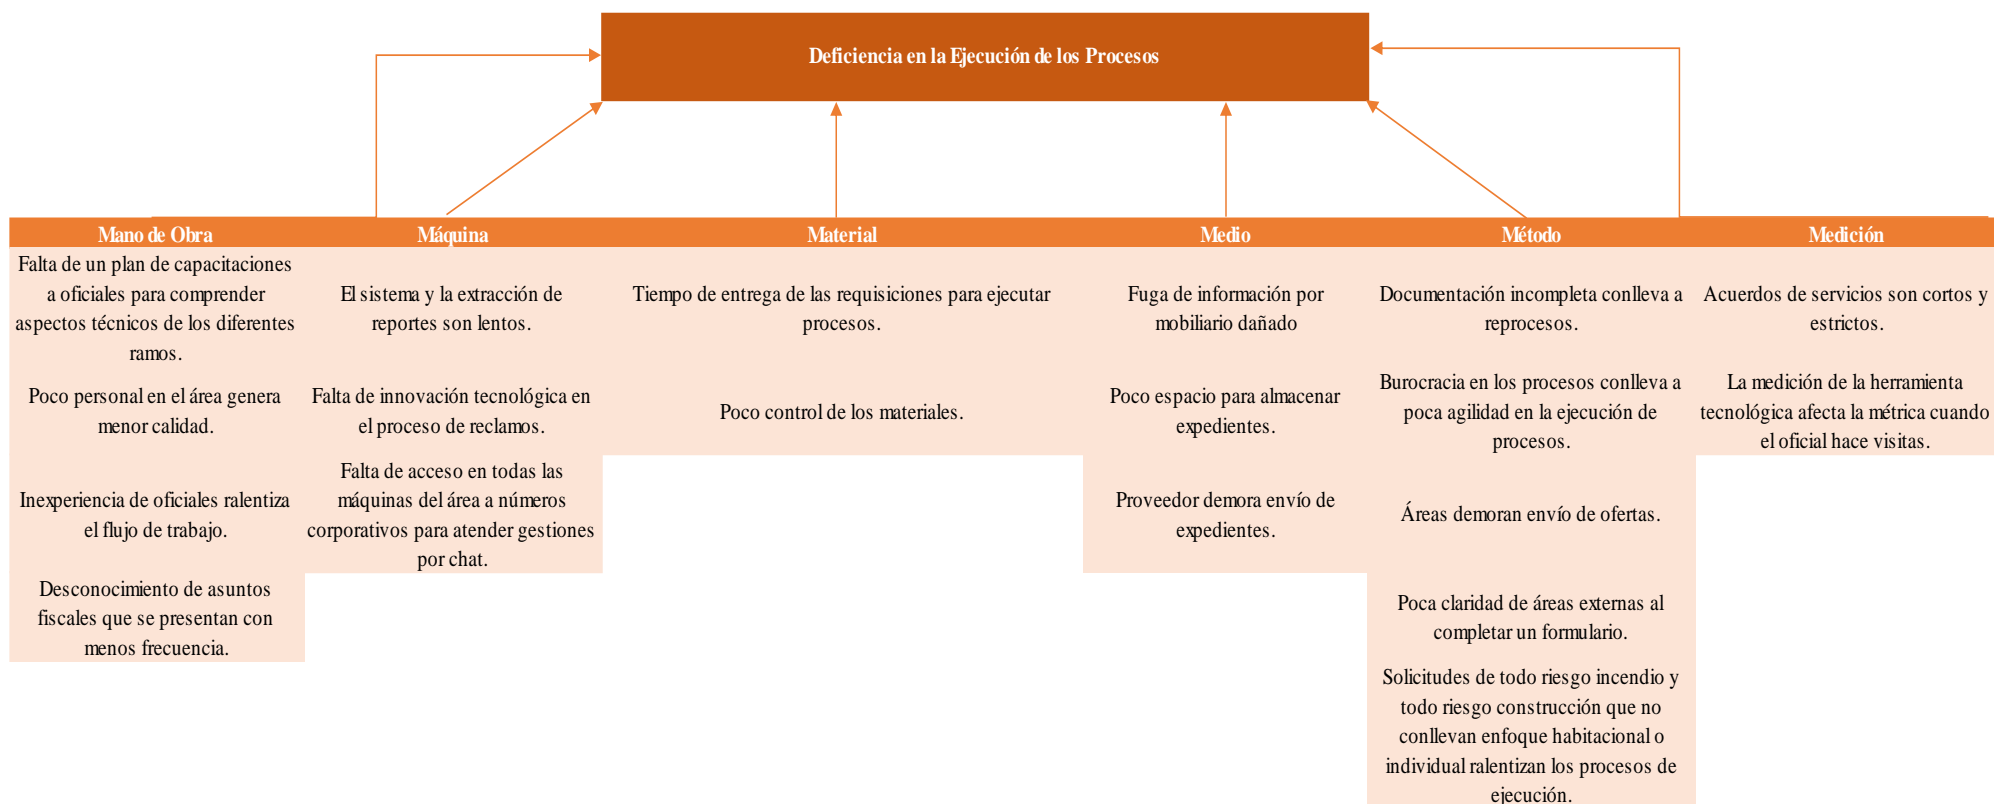 Deficiencia en la Ejecución de los Procesos
Mano de Obra
Falta de un plan de capacitaciones
a oficiales para comprender
aspectos técnicos de los diferentes
ramos.
Poco personal en el área genera
menor calidad.
Inexperiencia de oficiales ralentiza
el flujo de trabajo.
Desconocimiento de asuntos
fiscales que se presentan con
menos frecuencia.
Máquina
El sistema y la extracción de
reportes son lentos.
Falta de innovación tecnológica en
el proceso de reclamos.
Falta de acceso en todas las
máquinas del área a números
corporativos para atender gestiones
por chat.
Material
Tiempo de entrega de las requisiciones para ejecutar
procesos.
Poco control de los materiales.
Medio
Fuga de información por
mobiliario dañado
Poco espacio para almacenar
expedientes.
Proveedor demora envío de
expedientes.
Método
Documentación incompleta conlleva a
reprocesos.
Burocracia en los procesos conlleva a
poca agilidad en la ejecución de
procesos.
Áreas demoran envío de ofertas.
Poca claridad de áreas externas al
completar un formulario.
Solicitudes de todo riesgo incendio y
todo riesgo construcción que no
conllevan enfoque habitacional o
individual ralentizan los procesos de
ejecución.
Medición
Acuerdos de servicios son cortos y
estrictos.
La medición de la herramienta
tecnológica afecta la métrica cuando
el oficial hace visitas.